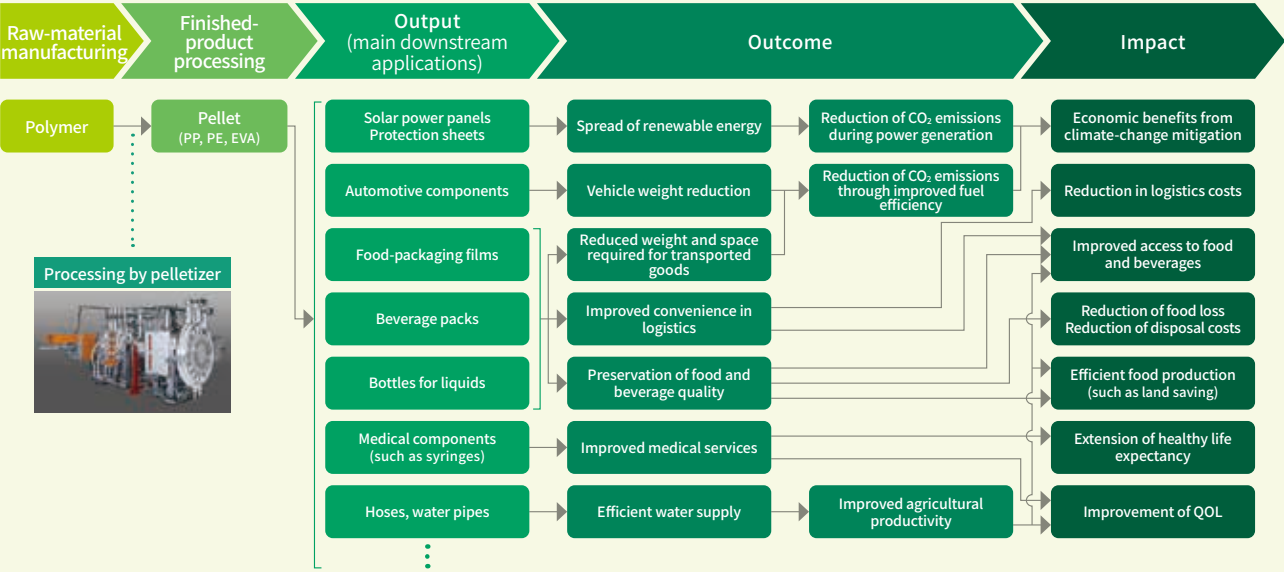 Raw-material
manufacturing
Finished-
product
processing
Output
(main downstream
applications)
Outcome
Impact
Polymer
Pellet
(PP, PE, EVA)
Processing by pelletizer
Solar power panels
Protection sheets
Spread of renewable energy
Reduction of CO₂ emissions
during power generation
Economic benefits from
climate-change mitigation
Automotive components
Vehicle weight reduction
Reduction of CO₂ emissions
through improved fuel
efficiency
Reduction in logistics costs
Food-packaging films
Reduced weight and space
required for transported
goods
Improved access to food
and beverages
Beverage packs
Improved convenience in
logistics
Reduction of food loss
Reduction of disposal costs
Bottles for liquids
Preservation of food and
beverage quality
Efficient food production
(such as land saving)
Medical components
(such as syringes)
Improved medical services
Extension of healthy life
expectancy
Hoses, water pipes
Efficient water supply
Improved agricultural
productivity
Improvement of QOL